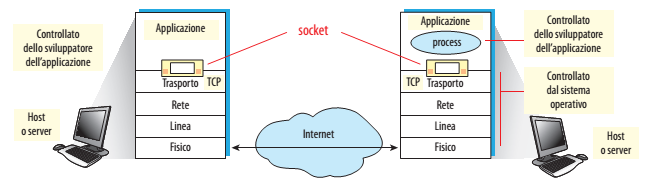 Controllato
dello sviluppatore
dell'applicazione
Host
o server
Applicazione
Trasporto TCP
Rete
Linea
Fisico
socket
Internet
Applicazione
process
TCP Trasporto
Rete
Linea
Fisico
Controllato
dello sviluppatore
dell'applicazione
Controllato
dal sistema
operativo
Host
o server